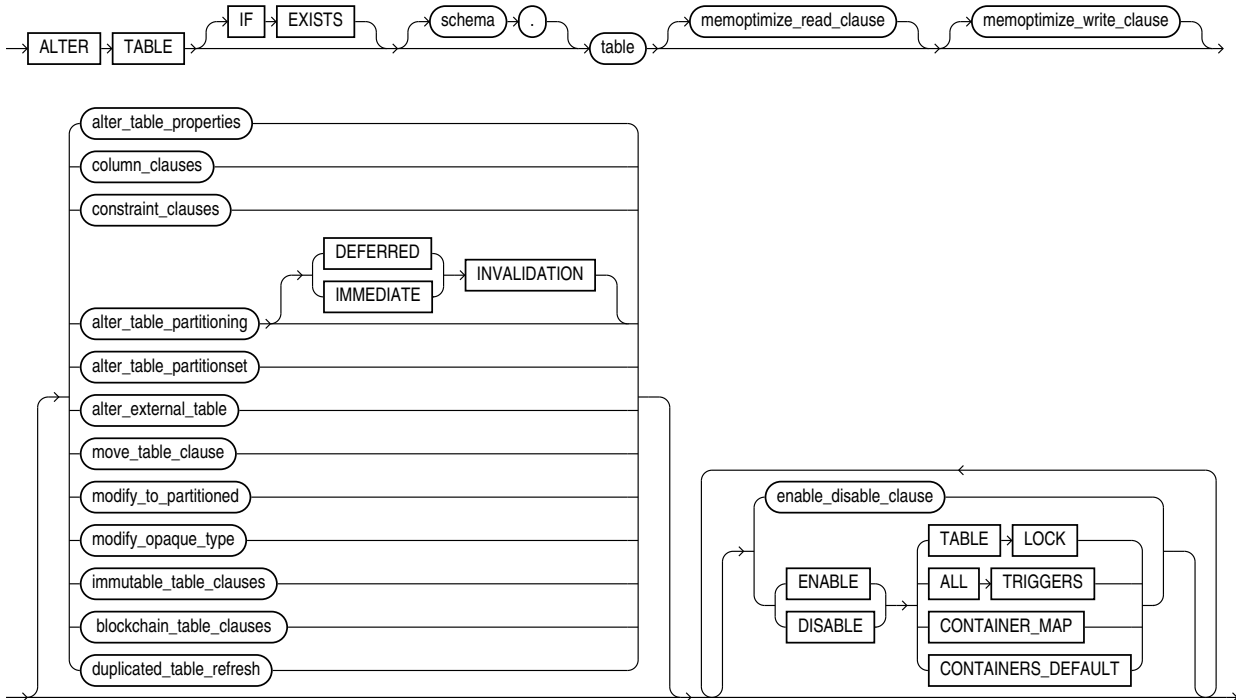 IF EXISTS schema . memoptimize_read_clause memoptimize_write_clause
ALTER TABLE table
alter_table_properties
column_clauses
constraint_clauses
DEFERRED
INVALIDATION
IMMEDIATE
alter_table_partitioning
alter_table_partitionset
alter_external_table
move_table_clause
modify_to_partitioned
modify_opaque_type
immutable_table_clauses
blockchain_table_clauses
duplicated_table_refresh
enable_disable_clause
TABLE LOCK
ENABLE ALL TRIGGERS
DISABLE CONTAINER_MAP
CONTAINERS_DEFAULT